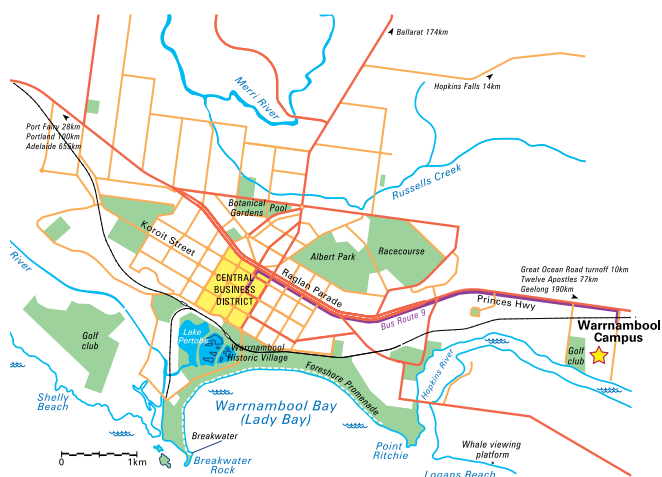 Ballarat 174km
Merri River
Hopkins Falls 14km
Port Fairy 28km
Portland 100km
Adelaide 655km
Russells Creek
Botanical
Gardens
Pool
Koroit Street
Albert Park
Racecourse
River
CENTRAL
BUSINESS
DISTRICT
Raglan Parade
Great Ocean Road turnoff 10km
Twelve Apostles 77km
Geelong 190km
Princes Hwy
Bus Route 9
Warrnambool
Campus
Lake
Pertobe
Golf
club
Warrnambool
Historic Village
Golf
club
Hopkins River
Foreshore Promenade
Shelly
Beach
Warrnambool Bay
(Lady Bay)
Breakwater
Point
Ritchie
Whale viewing
platform
0
1km
Breakwater
Rock
Logans Beach